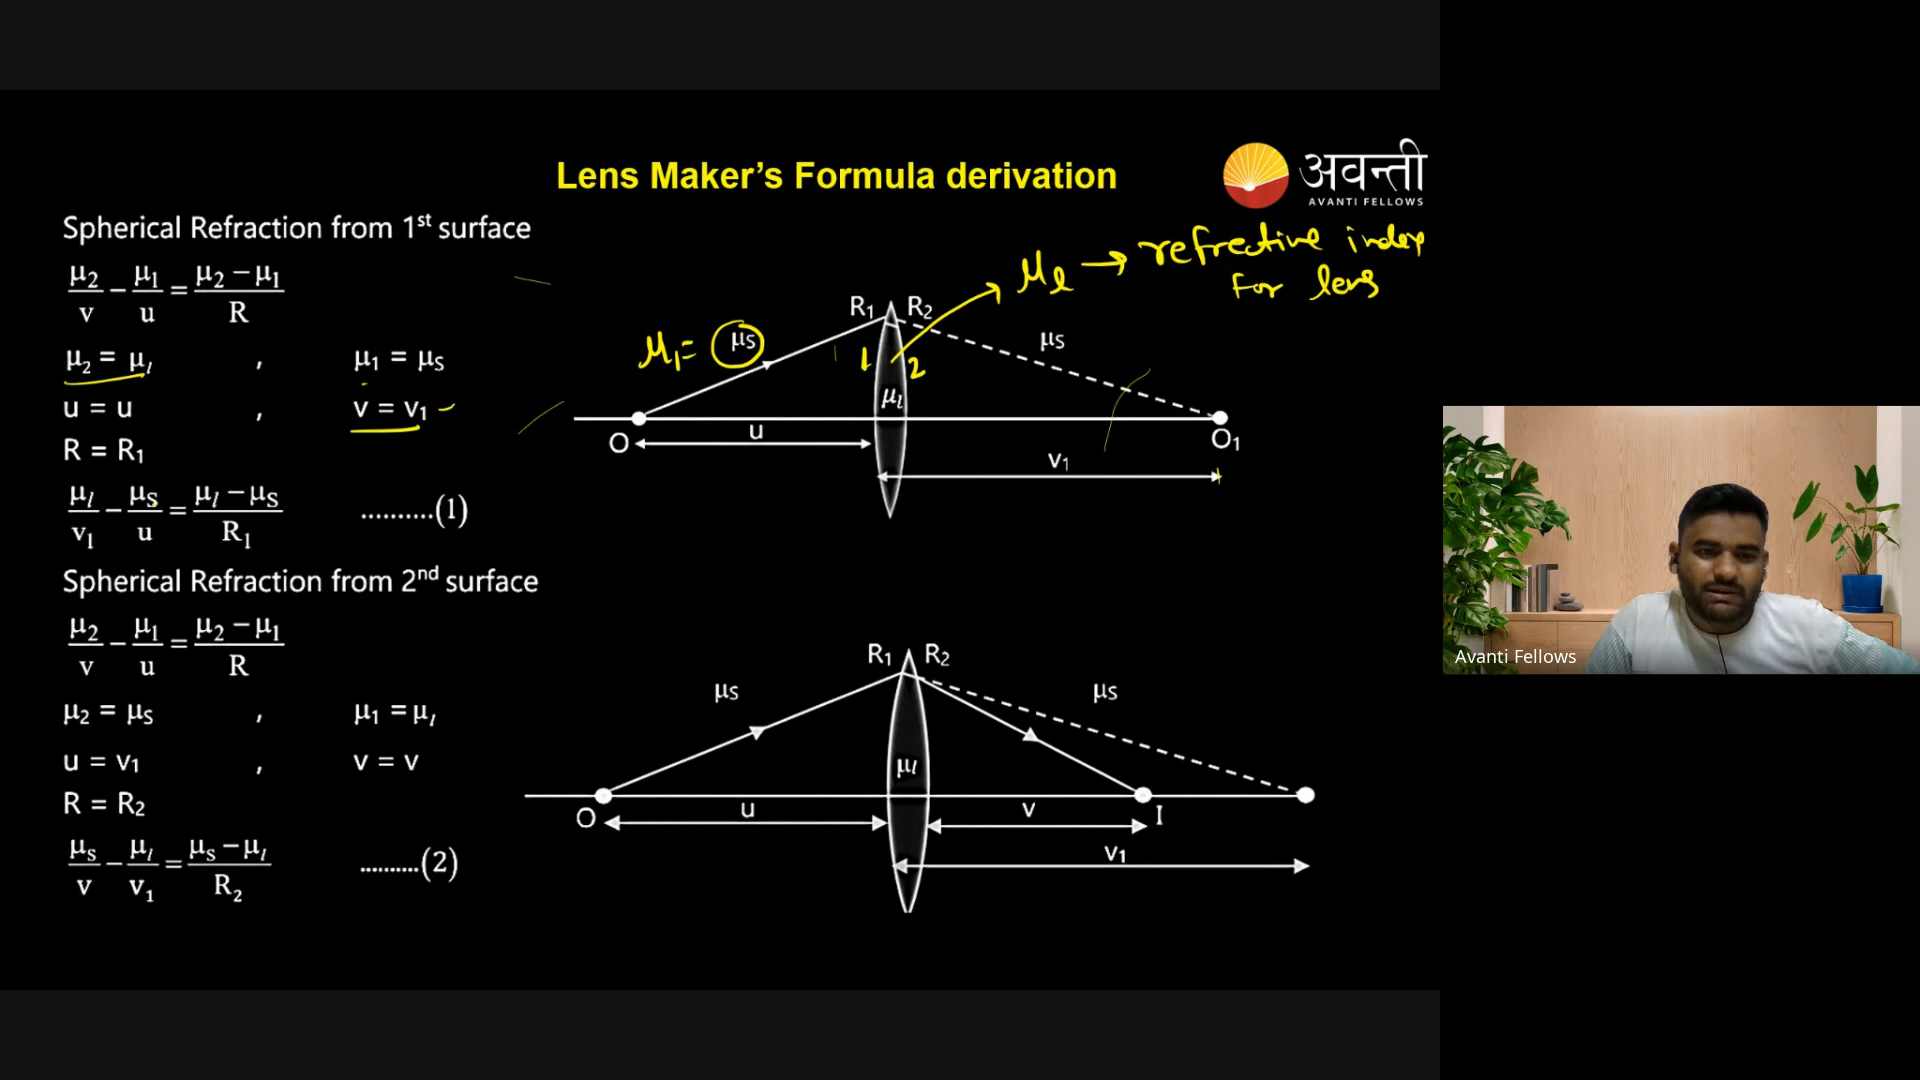 Lens Maker's Formula derivation
अवन्ती
AVANTI FELLOWS
Spherical Refraction from 1st surface
μ2/v − μ1/u = μ2 − μ1/R
μ2 = μl , μ1 = μS
u = u , v = v1
R = R1
μl/v1 − μS/u = μl − μS/R1 ..........(1)
Spherical Refraction from 2nd surface
μ2/v − μ1/u = μ2 − μ1/R
μ2 = μS , μ1 = μl
u = v1 , v = v
R = R2
μS/v − μl/v1 = μS − μl/R2 ..........(2)
μl → refrective index
For lens
R1 R2
μ1 = μS
μS
1 2
μl
O u O1
v1
R1 R2
μS μS
μl
O u v I
v1
Avanti Fellows